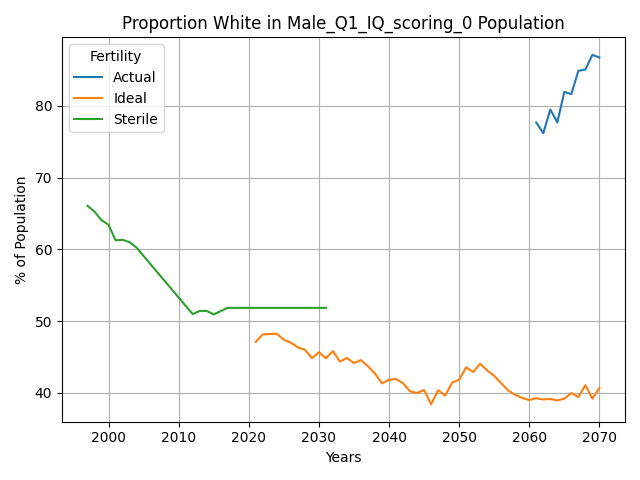 Proportion White in Male_Q1_IQ_scoring_0 Population
Fertility
Actual
Ideal
Sterile
% of Population
80
70
60
50
40
2000
2010
2020
2030
2040
2050
2060
2070
Years